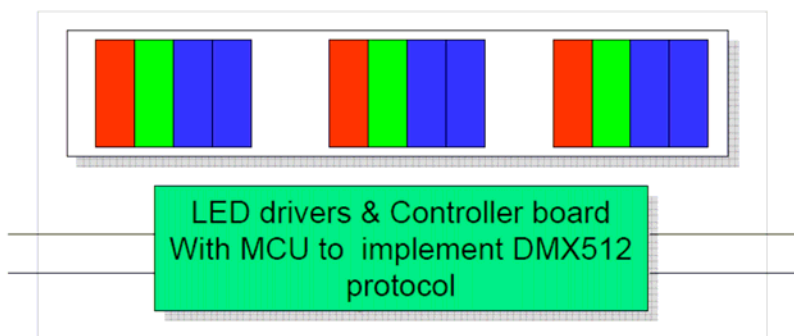 LED drivers & Controller board
With MCU to implement DMX512
protocol